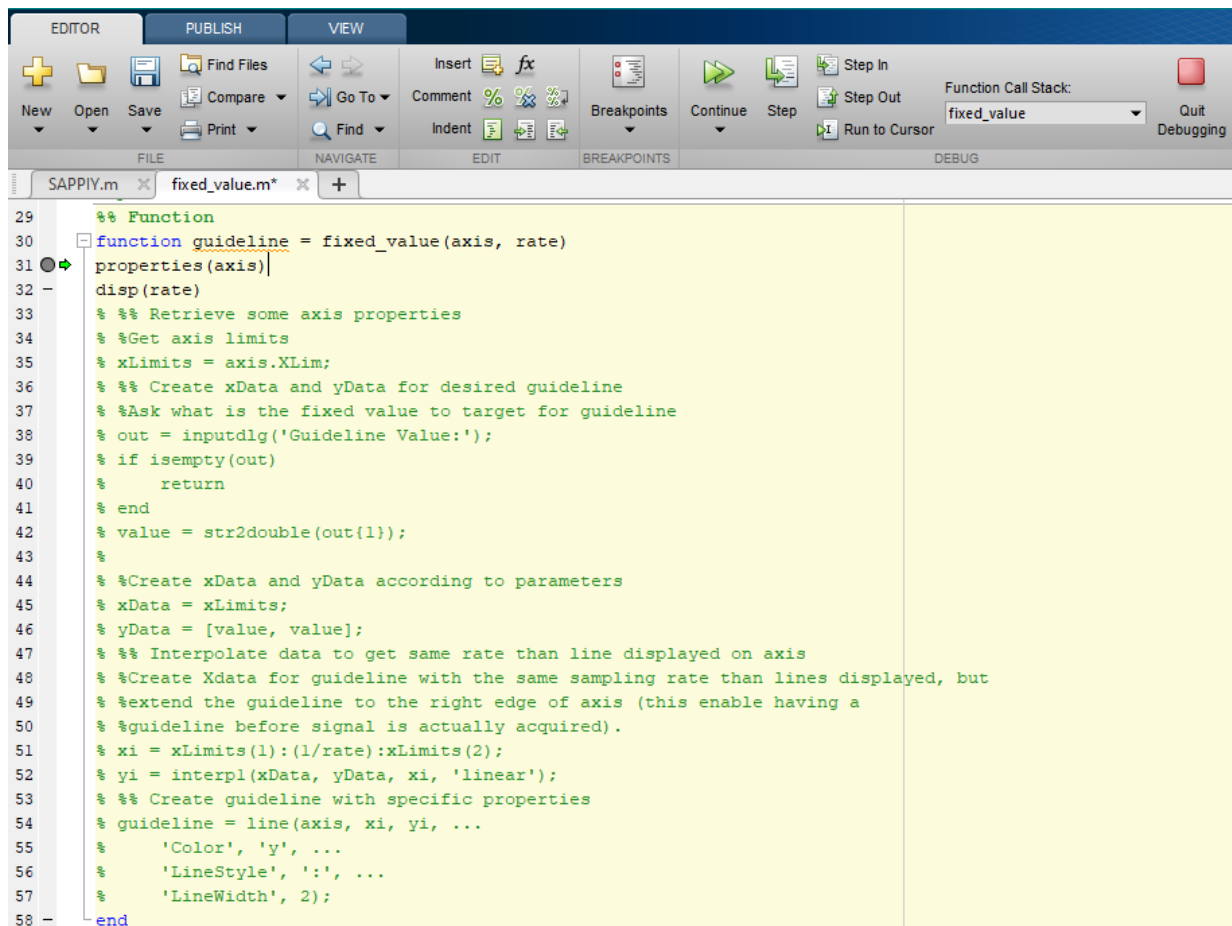 EDITOR PUBLISH VIEW
New Open Save Find Files Compare Print
FILE
Go To Find
NAVIGATE
Insert fx
Comment
Indent
EDIT
Breakpoints
BREAKPOINTS
Continue Step Step In Step Out Run to Cursor
Function Call Stack:
fixed_value
Quit Debugging
DEBUG
SAPPIY.m fixed_value.m* +
29 %% Function
30 function guideline = fixed_value(axis, rate)
31 properties(axis)
32 disp(rate)
33 % %% Retrieve some axis properties
34 % %Get axis limits
35 % xLimits = axis.XLim;
36 % %% Create xData and yData for desired guideline
37 % %Ask what is the fixed value to target for guideline
38 % out = inputdlg('Guideline Value:');
39 % if isempty(out)
40 %     return
41 % end
42 % value = str2double(out{1});
43 %
44 % %Create xData and yData according to parameters
45 % xData = xLimits;
46 % yData = [value, value];
47 % %% Interpolate data to get same rate than line displayed on axis
48 % %Create Xdata for guideline with the same sampling rate than lines displayed, but
49 % %extend the guideline to the right edge of axis (this enable having a
50 % %guideline before signal is actually acquired).
51 % xi = xLimits(1):(1/rate):xLimits(2);
52 % yi = interp1(xData, yData, xi, 'linear');
53 % %% Create guideline with specific properties
54 % guideline = line(axis, xi, yi, ...
55 %     'Color', 'y', ...
56 %     'LineStyle', ':', ...
57 %     'LineWidth', 2);
58 end